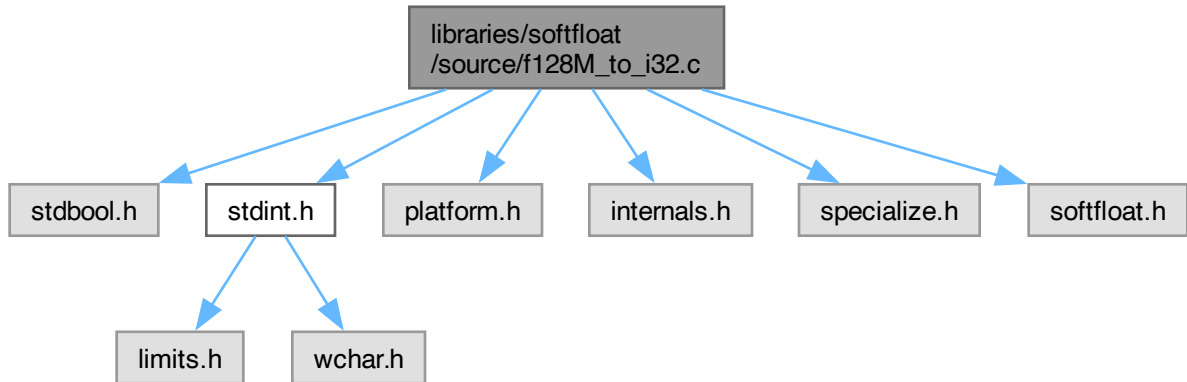 libraries/softfloat
/source/f128M_to_i32.c
stdbool.h
stdint.h
platform.h
internals.h
specialize.h
softfloat.h
limits.h
wchar.h